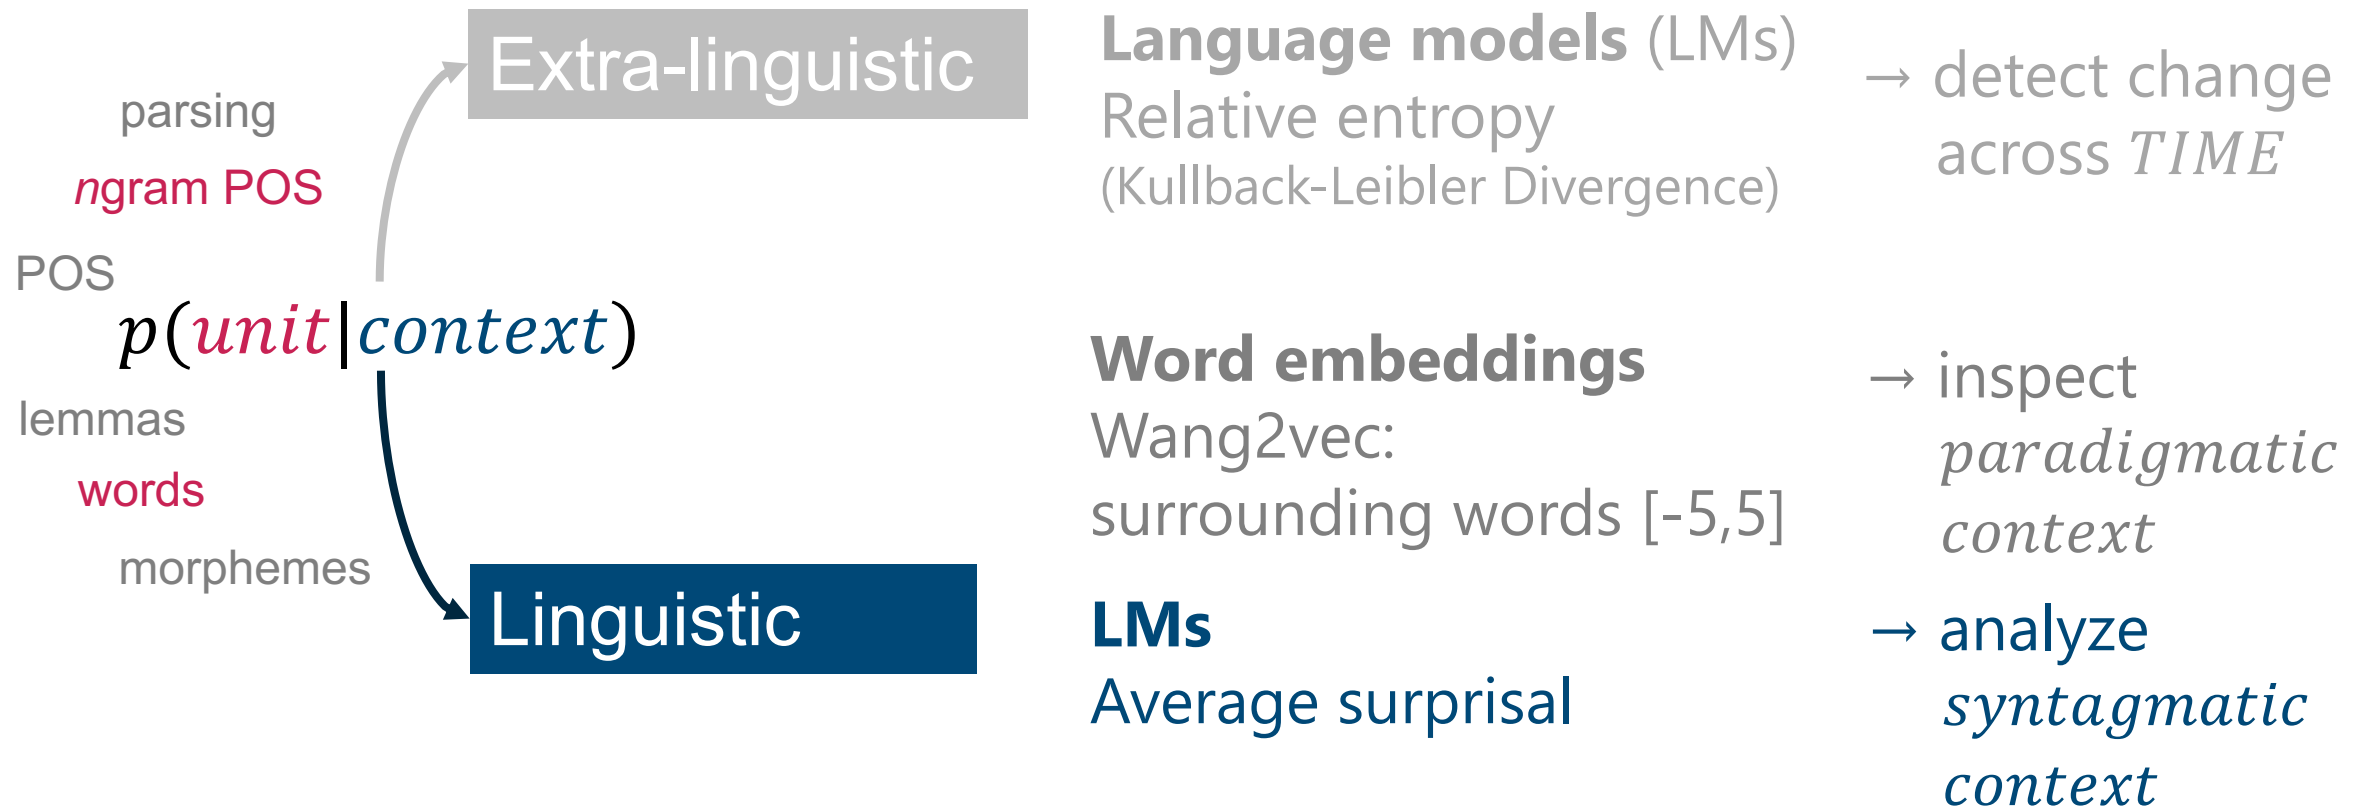 parsing
ngram POS
POS
p(unit|context)
lemmas
words
morphemes
Extra-linguistic
Linguistic
Language models (LMs)
Relative entropy
(Kullback-Leibler Divergence)
→ detect change
across TIME
Word embeddings
Wang2vec:
surrounding words [-5,5]
→ inspect
paradigmatic
context
LMs
Average surprisal
→ analyze
syntagmatic
context